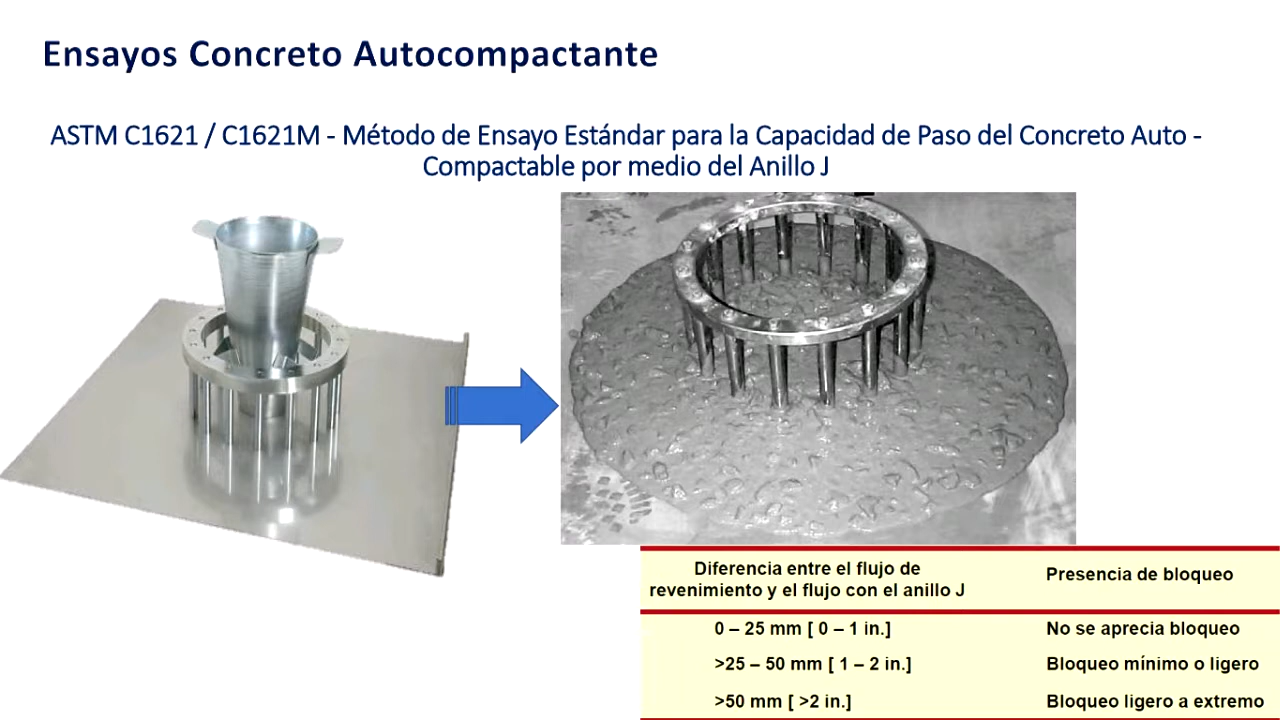 Ensayos Concreto Autocompactante
ASTM C1621 / C1621M - Método de Ensayo Estándar para la Capacidad de Paso del Concreto Auto -
Compactable por medio del Anillo J
Diferencia entre el flujo de
revenimiento y el flujo con el anillo J
Presencia de bloqueo
0 – 25 mm [ 0 – 1 in.]
No se aprecia bloqueo
>25 – 50 mm [ 1 – 2 in.]
Bloqueo mínimo o ligero
>50 mm [ >2 in.]
Bloqueo ligero a extremo